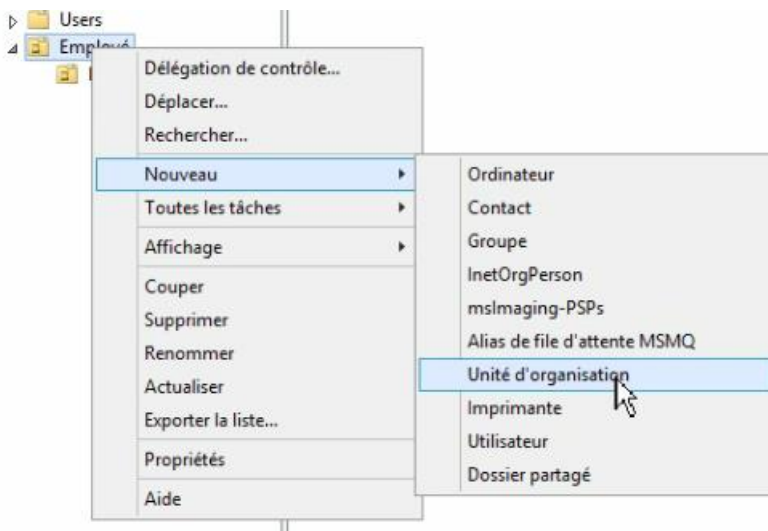 Users
Employé
Délégation de contrôle...
Déplacer...
Rechercher...
Nouveau
Toutes les tâches
Affichage
Couper
Supprimer
Renommer
Actualiser
Exporter la liste...
Propriétés
Aide
Ordinateur
Contact
Groupe
InetOrgPerson
msImaging-PSPs
Alias de file d'attente MSMQ
Unité d'organisation
Imprimante
Utilisateur
Dossier partagé